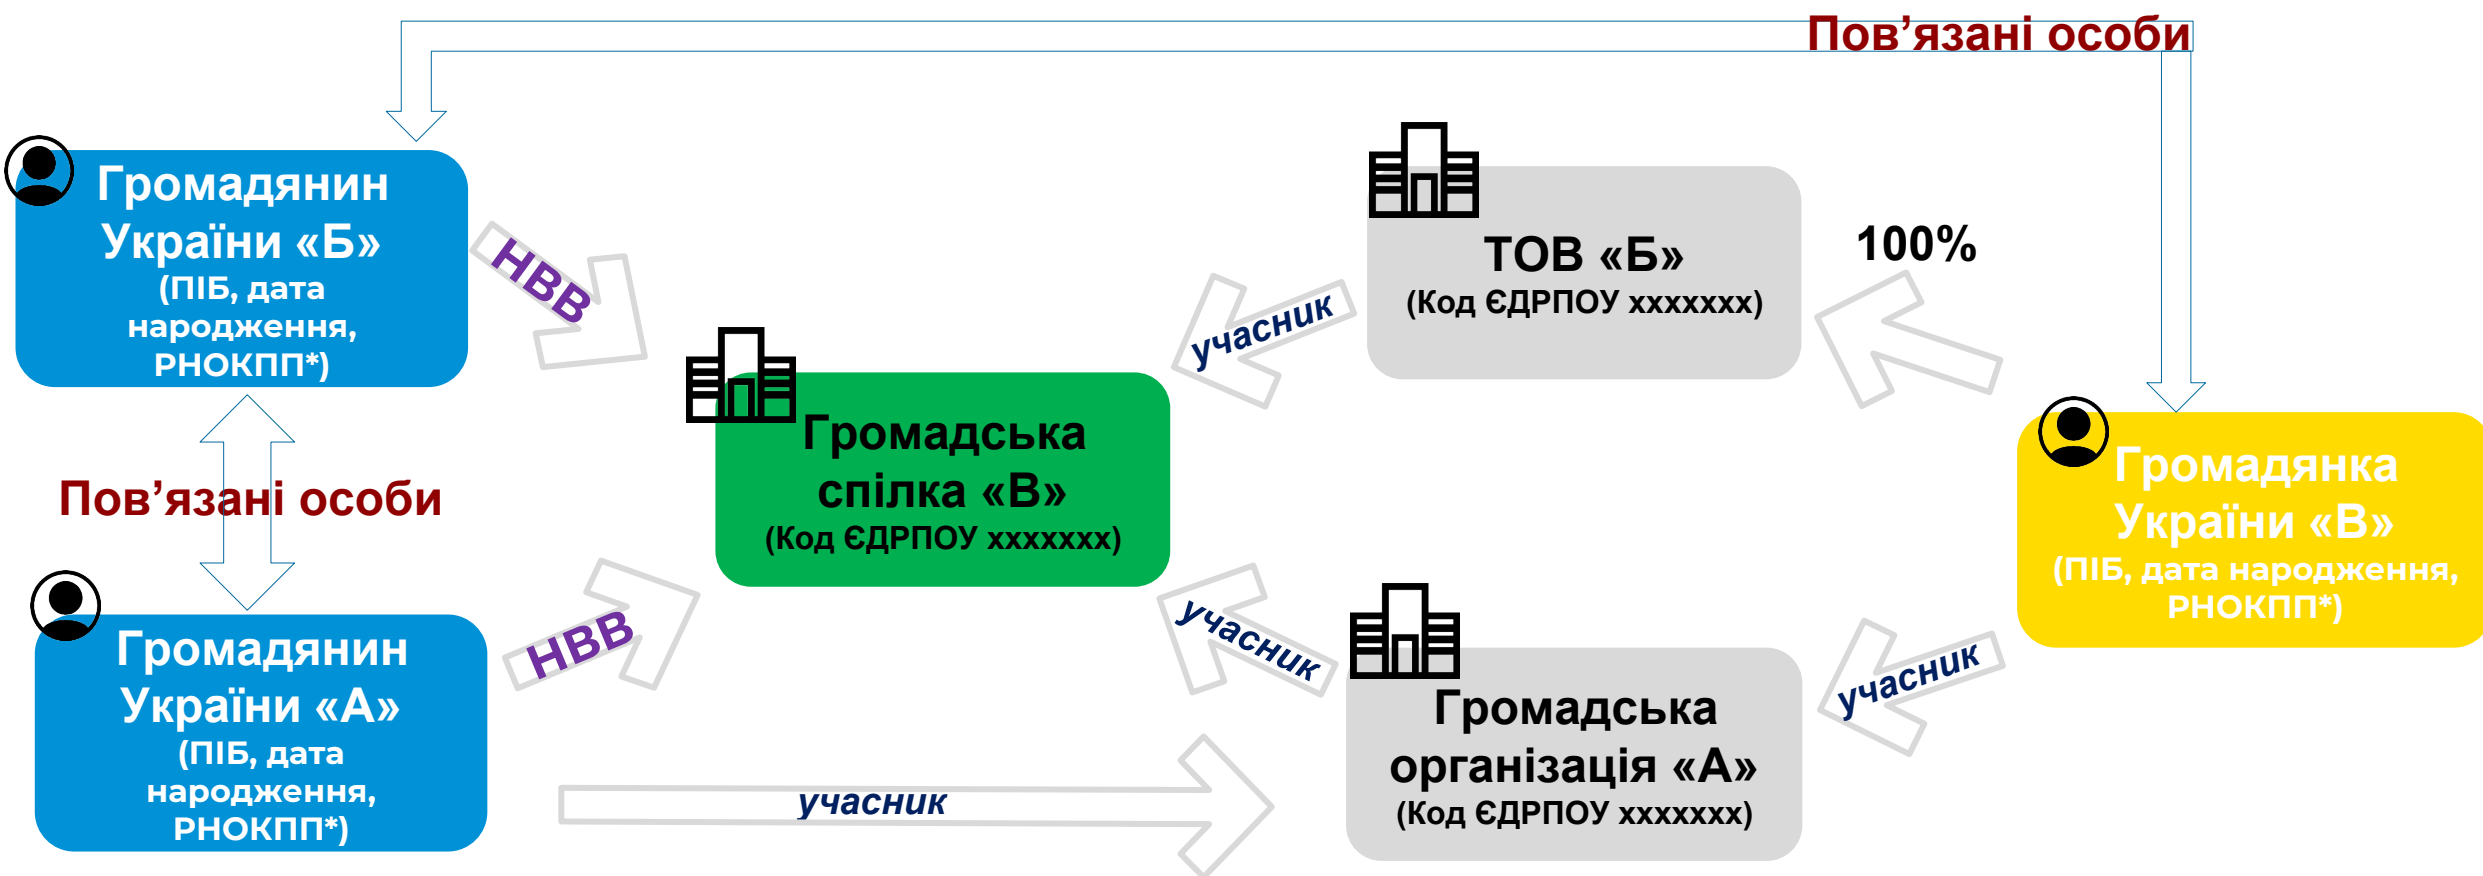 Пов’язані особи
Громадянин
України «Б»
(ПІБ, дата
народження,
РНОКПП*)
НВВ
Пов’язані особи
Громадянин
України «А»
(ПІБ, дата
народження,
РНОКПП*)
НВВ
учасник
Громадська
спілка «В»
(Код ЄДРПОУ ххххххх)
учасник
ТОВ «Б»
(Код ЄДРПОУ ххххххх)
100%
учасник
Громадська
організація «А»
(Код ЄДРПОУ ххххххх)
учасник
Громадянка
України «В»
(ПІБ, дата народження,
РНОКПП*)